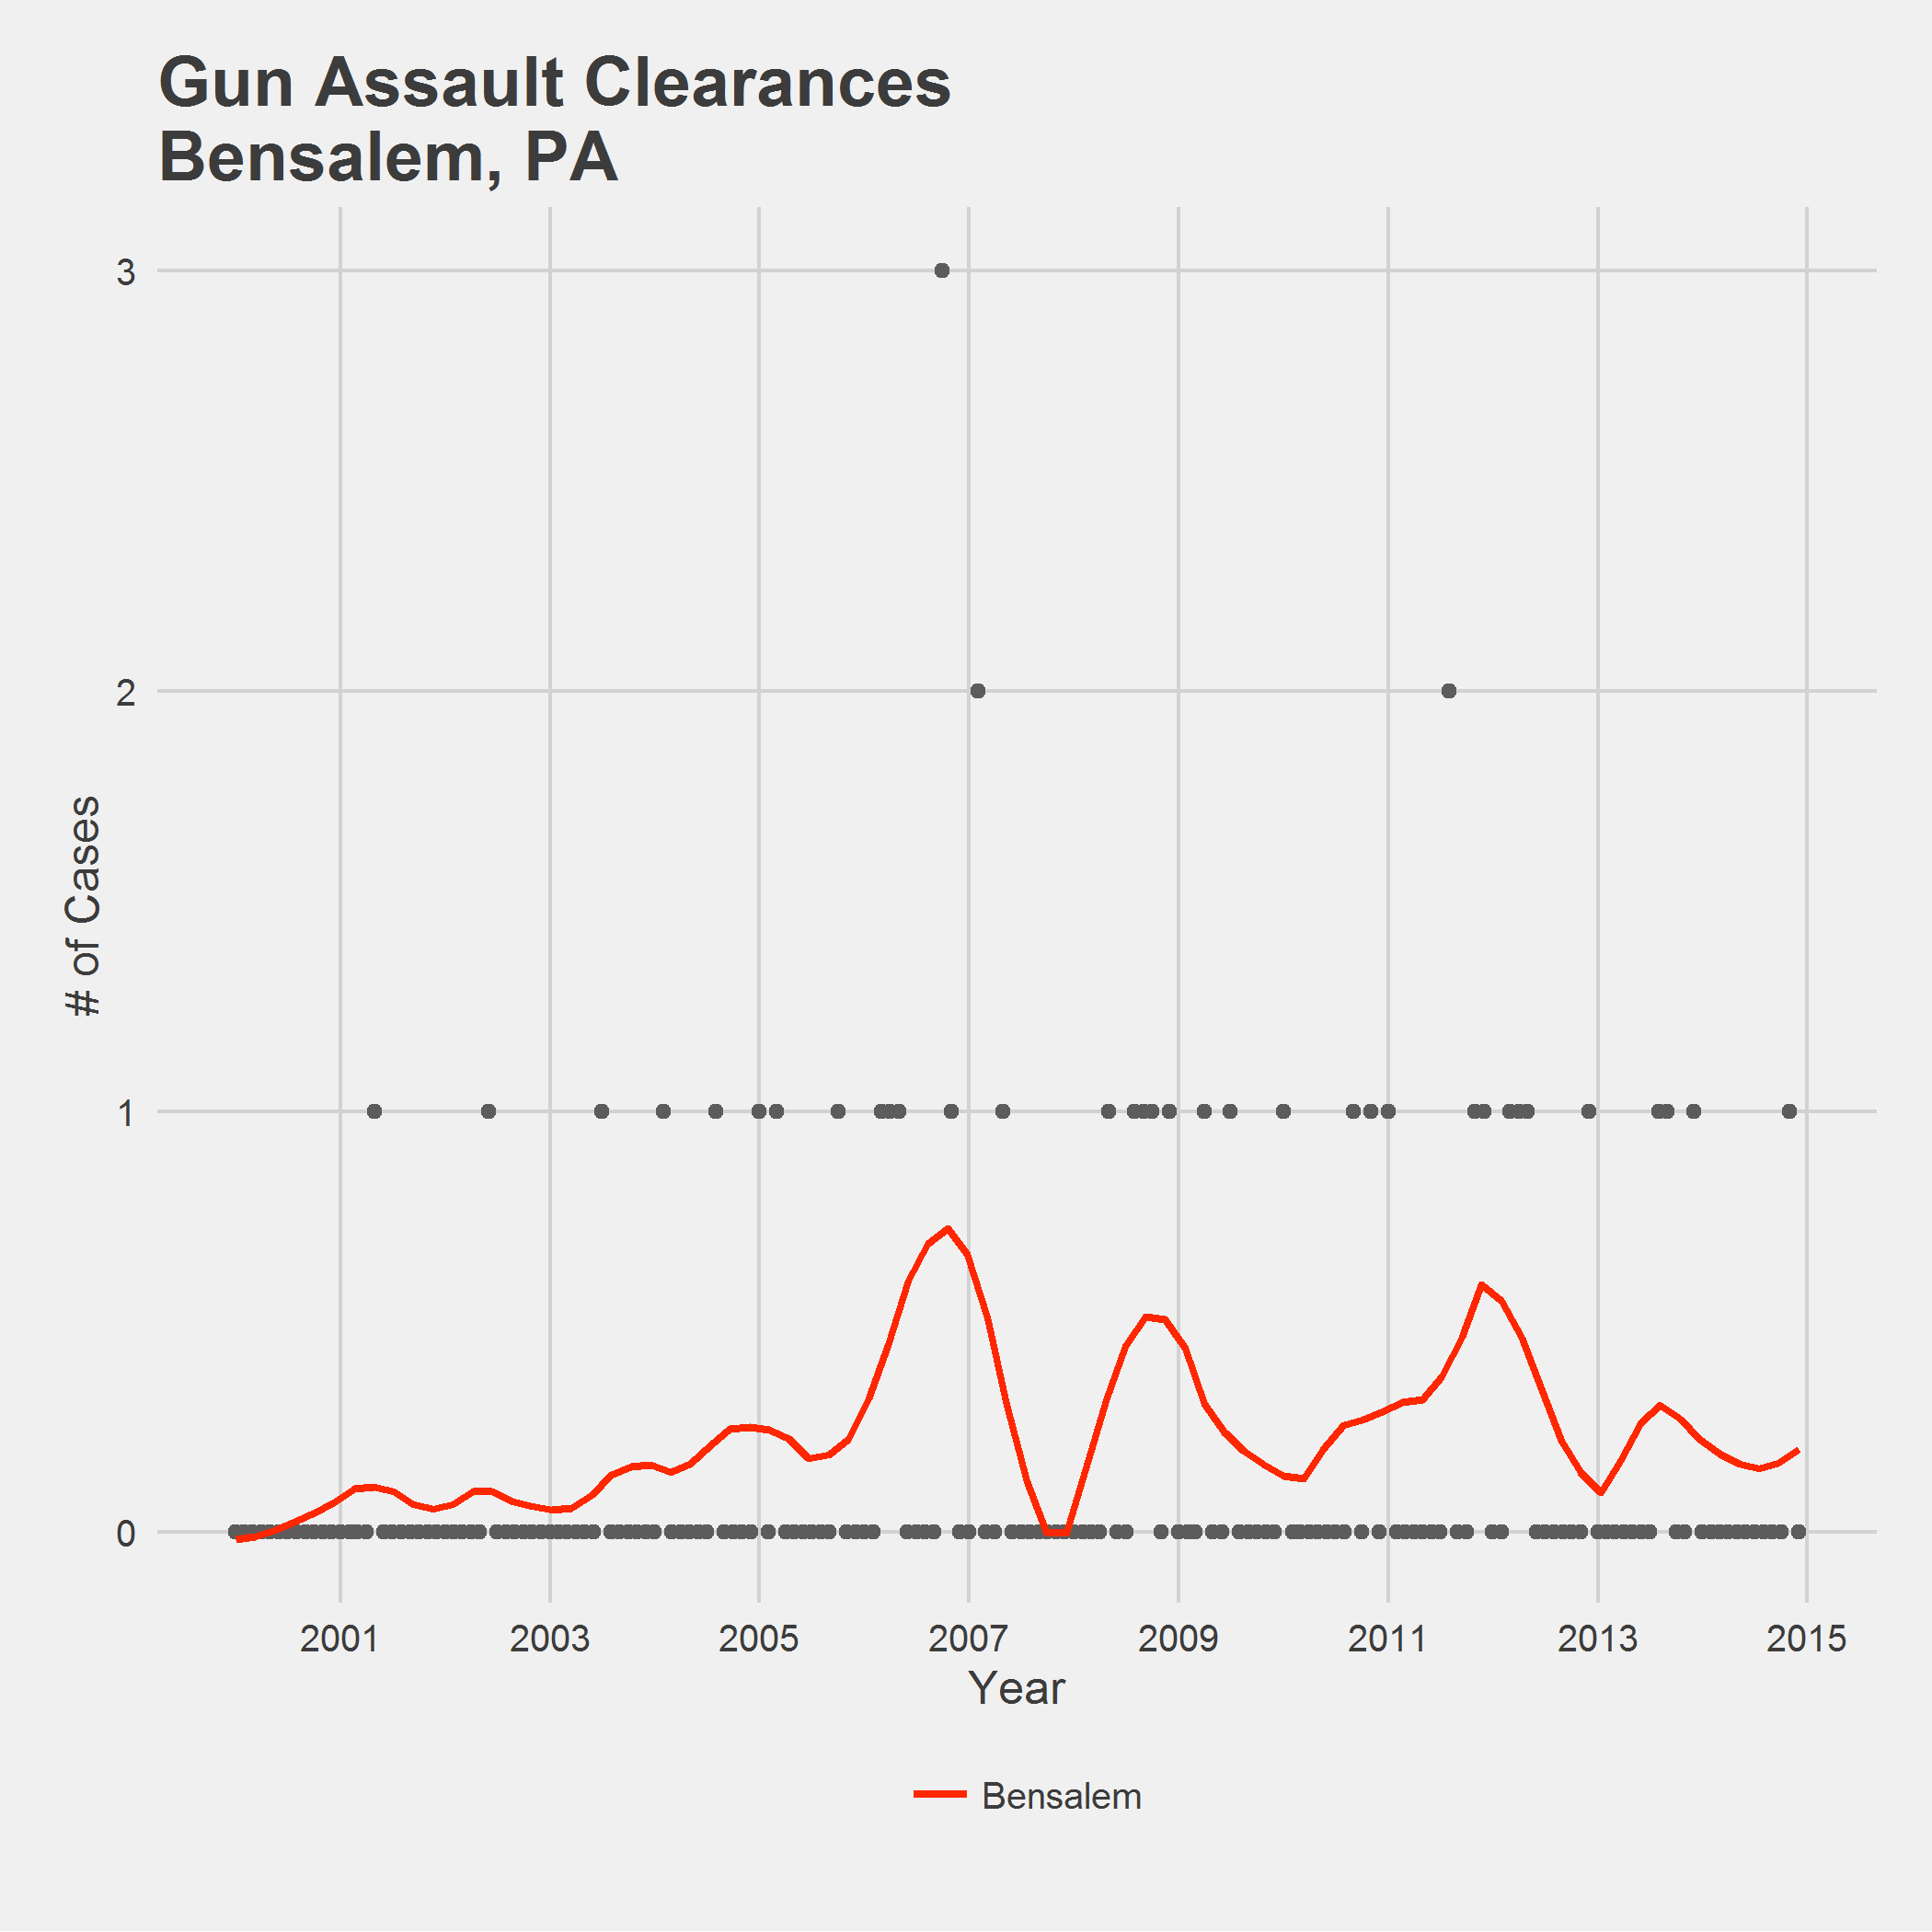 Gun Assault Clearances
Bensalem, PA
3
2
1
0
# of Cases
2001 2003 2005 2007 2009 2011 2013 2015
Year
Bensalem